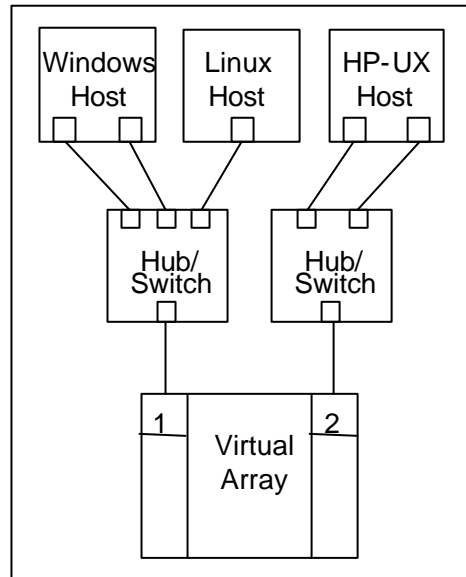 Windows
Host
Linux
Host
HP-UX
Host
Hub/
Switch
Hub/
Switch
1
Virtual
Array
2